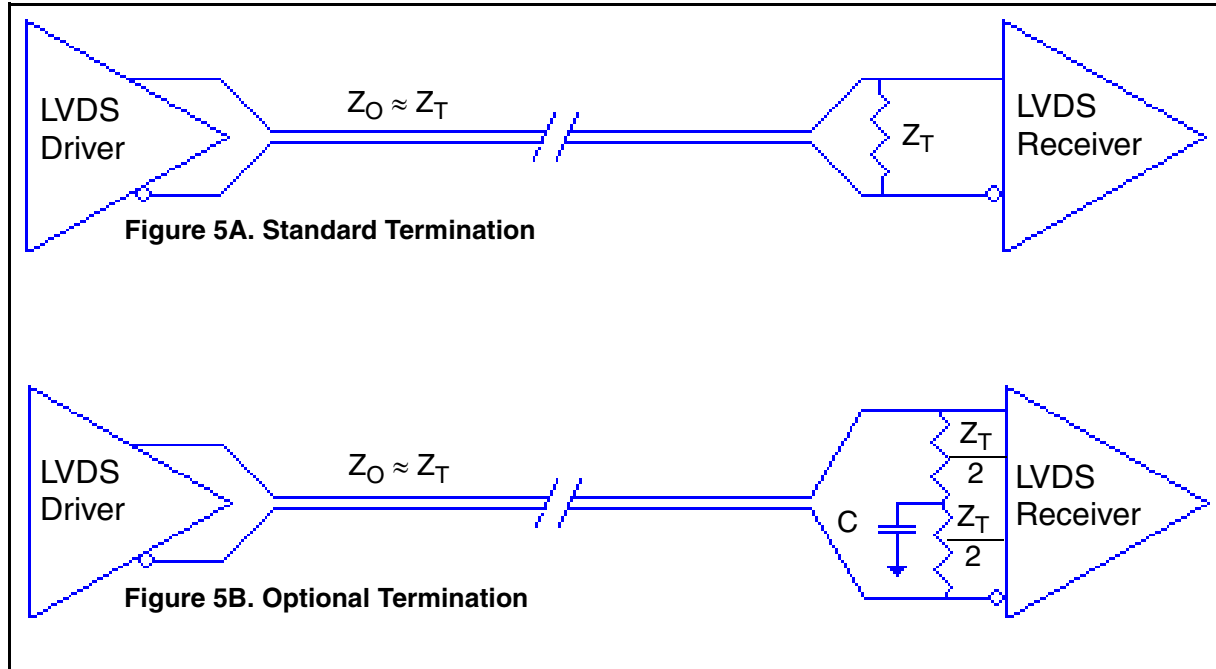 LVDS
Driver
Z_O ≈ Z_T
Z_T
LVDS
Receiver
Figure 5A. Standard Termination
LVDS
Driver
Z_O ≈ Z_T
C
Z_T
2
Z_T
2
LVDS
Receiver
Figure 5B. Optional Termination